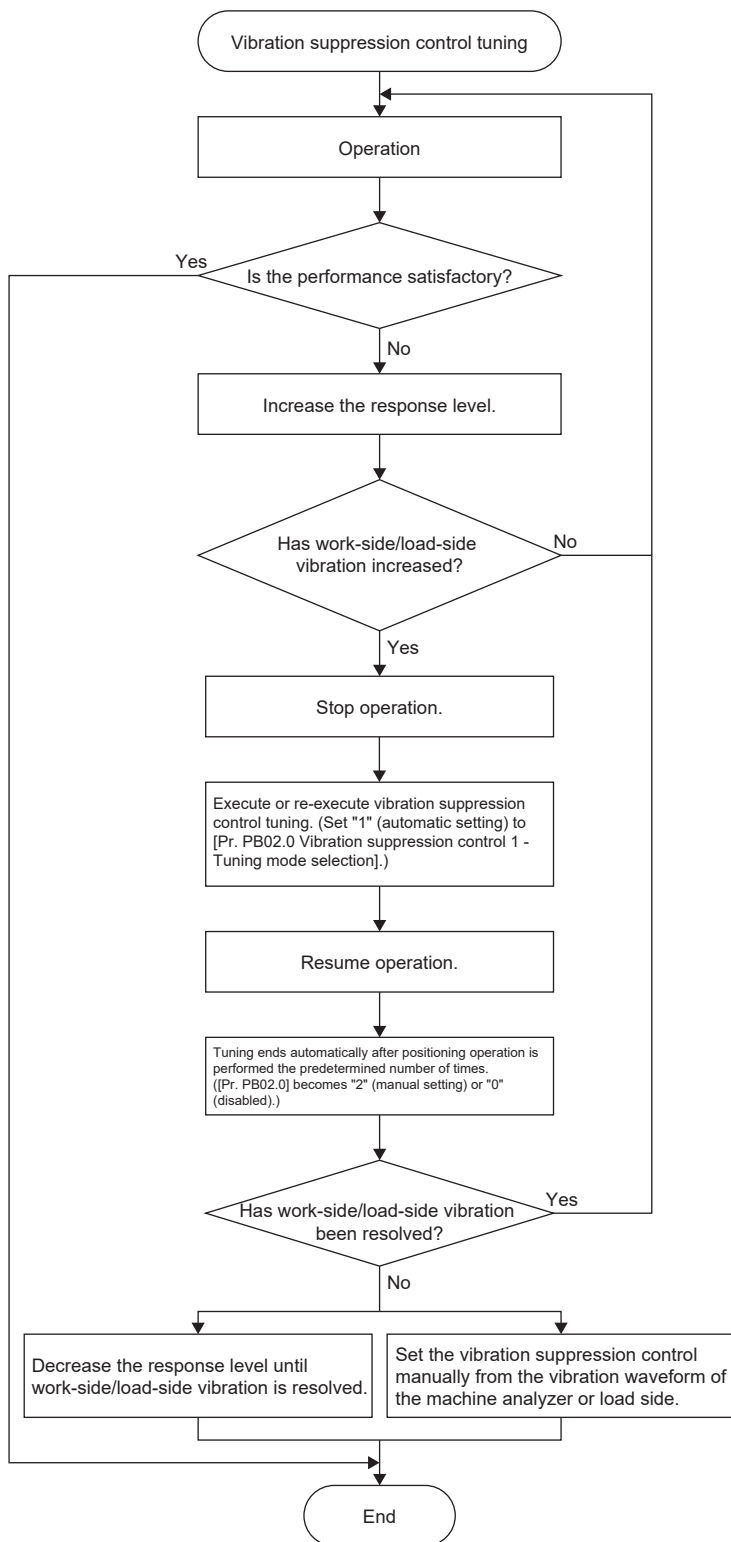 Vibration suppression control tuning
Operation
Yes
Is the performance satisfactory?
No
Increase the response level.
Has work-side/load-side
vibration increased?
No
Yes
Stop operation.
Execute or re-execute vibration suppression
control tuning. (Set "1" (automatic setting) to
[Pr. PB02.0 Vibration suppression control 1 -
Tuning mode selection].)
Resume operation.
Tuning ends automatically after positioning operation is
performed the predetermined number of times.
([Pr. PB02.0] becomes "2" (manual setting) or "0"
(disabled).)
Has work-side/load-side vibration
been resolved?
Yes
No
Decrease the response level until
work-side/load-side vibration is resolved.
Set the vibration suppression control
manually from the vibration waveform of
the machine analyzer or load side.
End